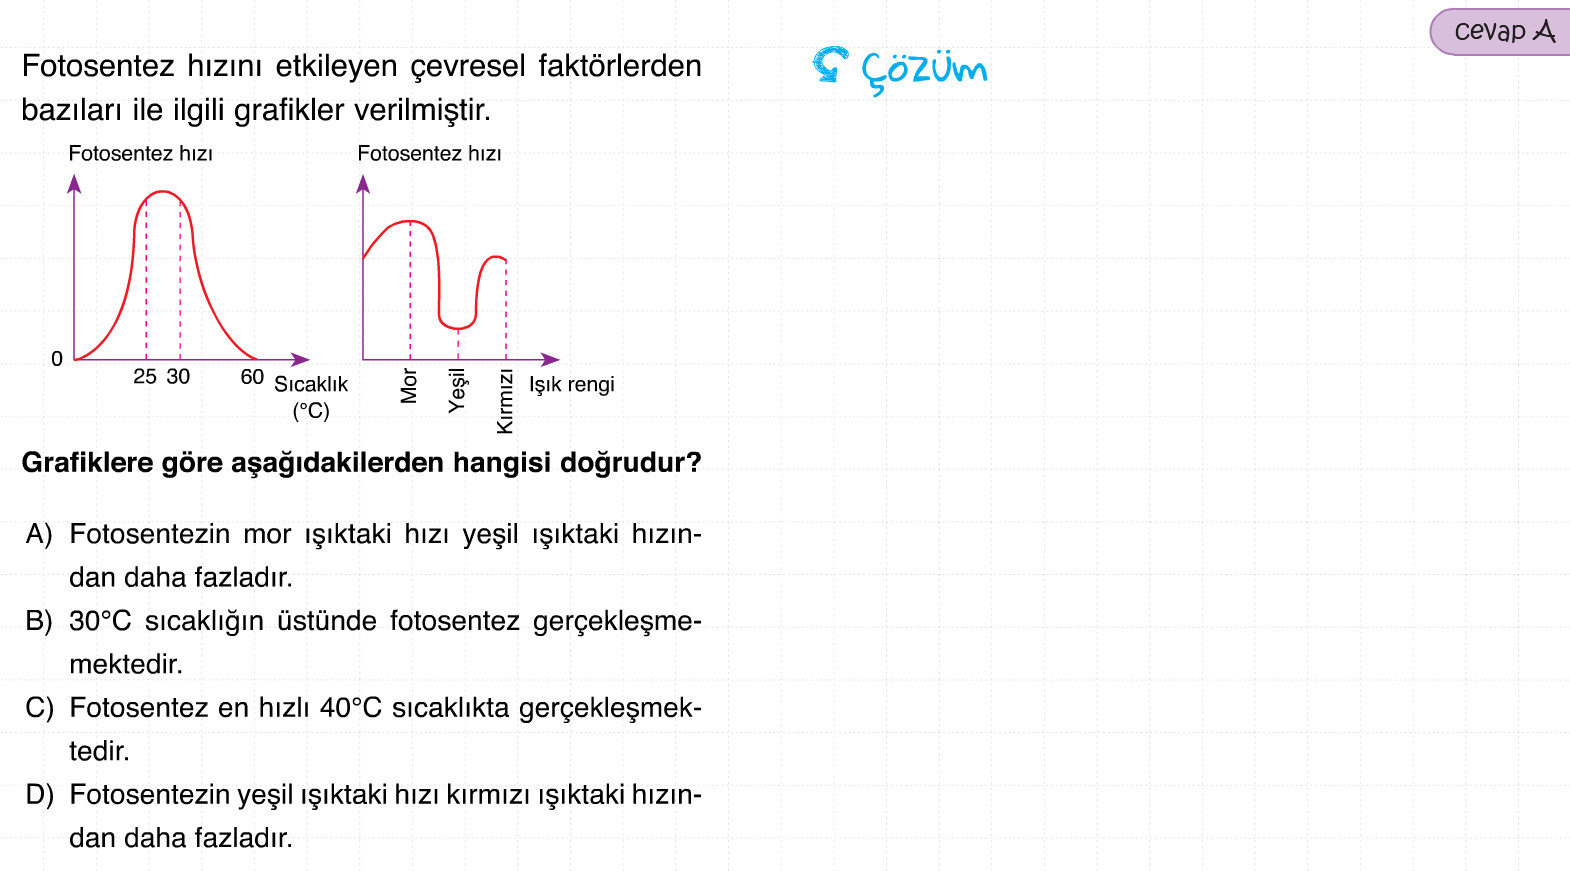 Cevap A
Fotosentez hızını etkileyen çevresel faktörlerden
bazıları ile ilgili grafikler verilmiştir.
Çözüm
Fotosentez hızı
0
25 30 60
Sıcaklık
(°C)
Fotosentez hızı
Mor
Yeşil
Kırmızı
Işık rengi
Grafiklere göre aşağıdakilerden hangisi doğrudur?
A) Fotosentezin mor ışıktaki hızı yeşil ışıktaki hızın-
dan daha fazladır.
B) 30°C sıcaklığın üstünde fotosentez gerçekleşme-
mektedir.
C) Fotosentez en hızlı 40°C sıcaklıkta gerçekleşmek-
tedir.
D) Fotosentezin yeşil ışıktaki hızı kırmızı ışıktaki hızın-
dan daha fazladır.